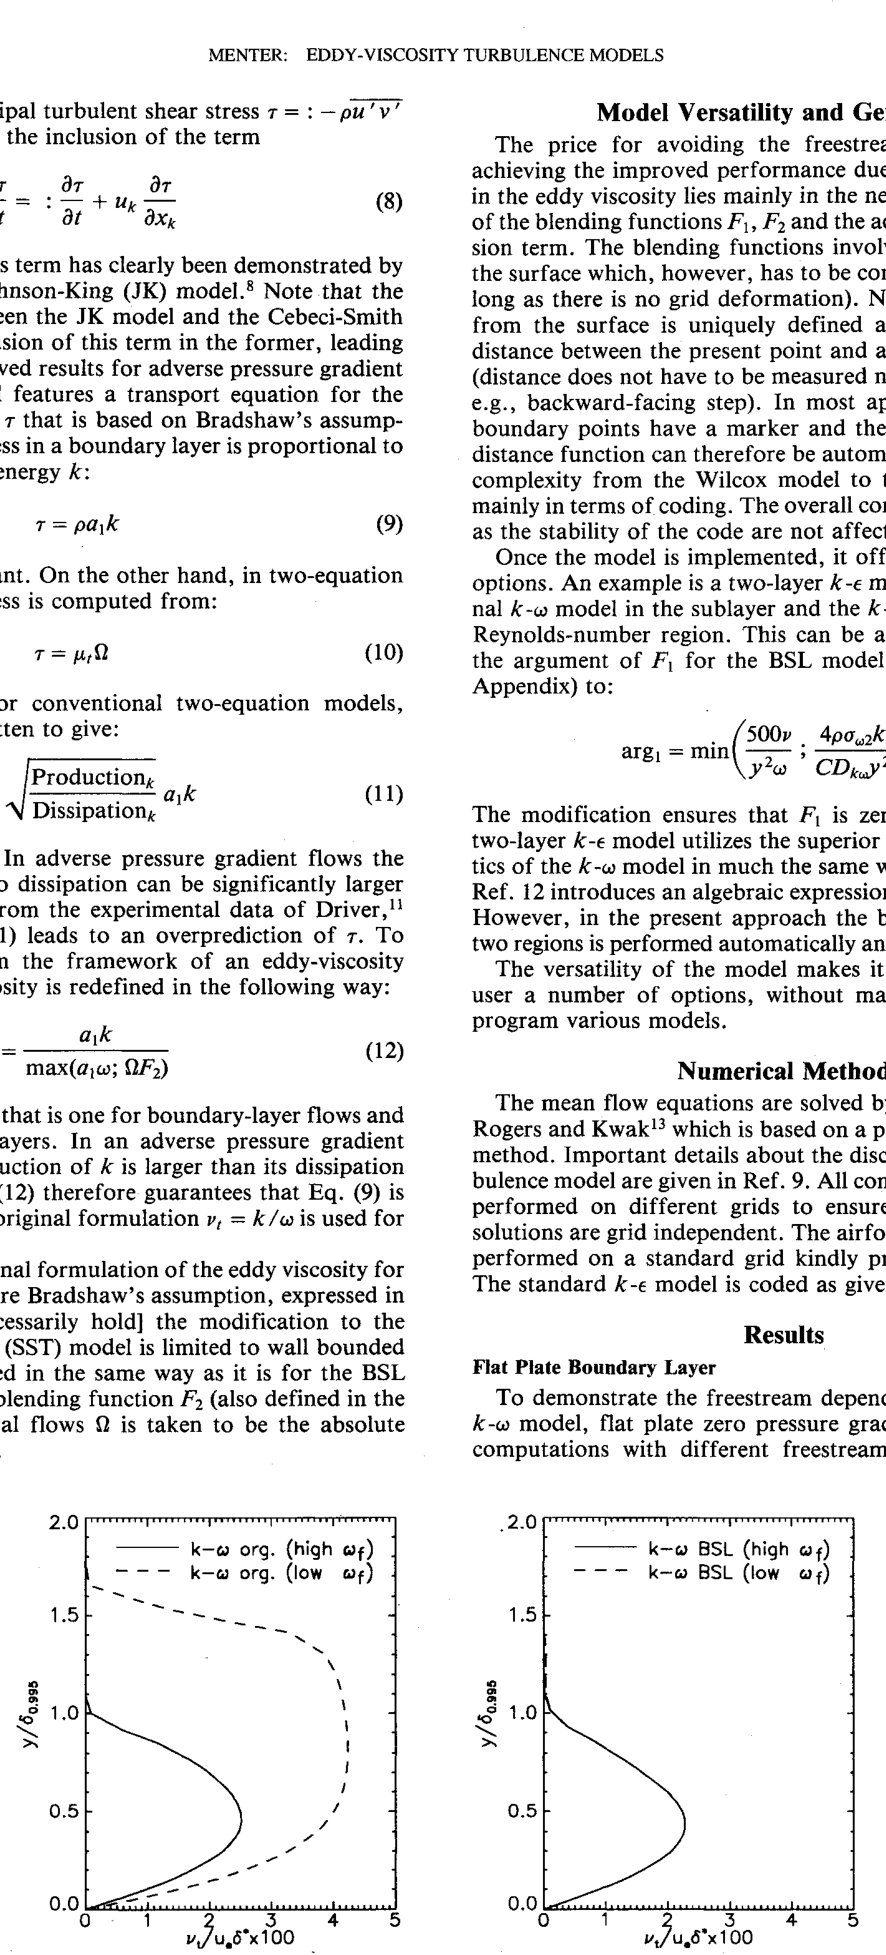 MENTER: EDDY-VISCOSITY TURBULENCE MODELS
ipal turbulent shear stress τ = : −ρu′v′
the inclusion of the term
= : ∂τ/∂t + u_k ∂τ/∂x_k (8)
s term has clearly been demonstrated by
hnson-King (JK) model.⁸ Note that the
een the JK model and the Cebeci-Smith
sion of this term in the former, leading
ved results for adverse pressure gradient
features a transport equation for the
τ that is based on Bradshaw's assump-
ess in a boundary layer is proportional to
energy k:
τ = ρa₁k (9)
nt. On the other hand, in two-equation
ess is computed from:
τ = μ_tΩ (10)
or conventional two-equation models,
tten to give:
√(Production_k/Dissipation_k) a₁k (11)
In adverse pressure gradient flows the
o dissipation can be significantly larger
rom the experimental data of Driver,¹¹
1) leads to an overprediction of τ. To
n the framework of an eddy-viscosity
osity is redefined in the following way:
= a₁k/max(a₁ω; ΩF₂) (12)
that is one for boundary-layer flows and
ayers. In an adverse pressure gradient
uction of k is larger than its dissipation
(12) therefore guarantees that Eq. (9) is
original formulation ν_t = k/ω is used for
nal formulation of the eddy viscosity for
re Bradshaw's assumption, expressed in
cessarily hold] the modification to the
(SST) model is limited to wall bounded
ed in the same way as it is for the BSL
blending function F₂ (also defined in the
al flows Ω is taken to be the absolute
Model Versatility and Ge
The price for avoiding the freestrea
achieving the improved performance due
in the eddy viscosity lies mainly in the ne
of the blending functions F₁, F₂ and the a
sion term. The blending functions invol
the surface which, however, has to be cor
long as there is no grid deformation). N
from the surface is uniquely defined a
distance between the present point and a
(distance does not have to be measured n
e.g., backward-facing step). In most ap
boundary points have a marker and the
distance function can therefore be autom
complexity from the Wilcox model to t
mainly in terms of coding. The overall cor
as the stability of the code are not affect
Once the model is implemented, it off
options. An example is a two-layer k-ϵ m
nal k-ω model in the sublayer and the k-
Reynolds-number region. This can be a
the argument of F₁ for the BSL model
Appendix) to:
arg₁ = min(500ν/y²ω ; 4ρσ_ω2k/CD_kωy²
The modification ensures that F₁ is zer
two-layer k-ϵ model utilizes the superior
tics of the k-ω model in much the same w
Ref. 12 introduces an algebraic expression
However, in the present approach the b
two regions is performed automatically an
The versatility of the model makes it
user a number of options, without ma
program various models.
Numerical Method
The mean flow equations are solved by
Rogers and Kwak¹³ which is based on a p
method. Important details about the disc
bulence model are given in Ref. 9. All con
performed on different grids to ensure
solutions are grid independent. The airfo
performed on a standard grid kindly pr
The standard k-ϵ model is coded as give
Results
Flat Plate Boundary Layer
To demonstrate the freestream depend
k-ω model, flat plate zero pressure grad
computations with different freestream
k−ω org. (high ω_f)
k−ω org. (low ω_f)
2.0
1.5
1.0
0.5
0.0
y/δ₀.₉₉₅
0 1 2 3 4 5
ν_t/u_eδ*x100
k−ω BSL (high ω_f)
k−ω BSL (low ω_f)
2.0
1.5
1.0
0.5
0.0
y/δ₀.₉₉₅
0 1 2 3 4 5
ν_t/u_eδ*x100